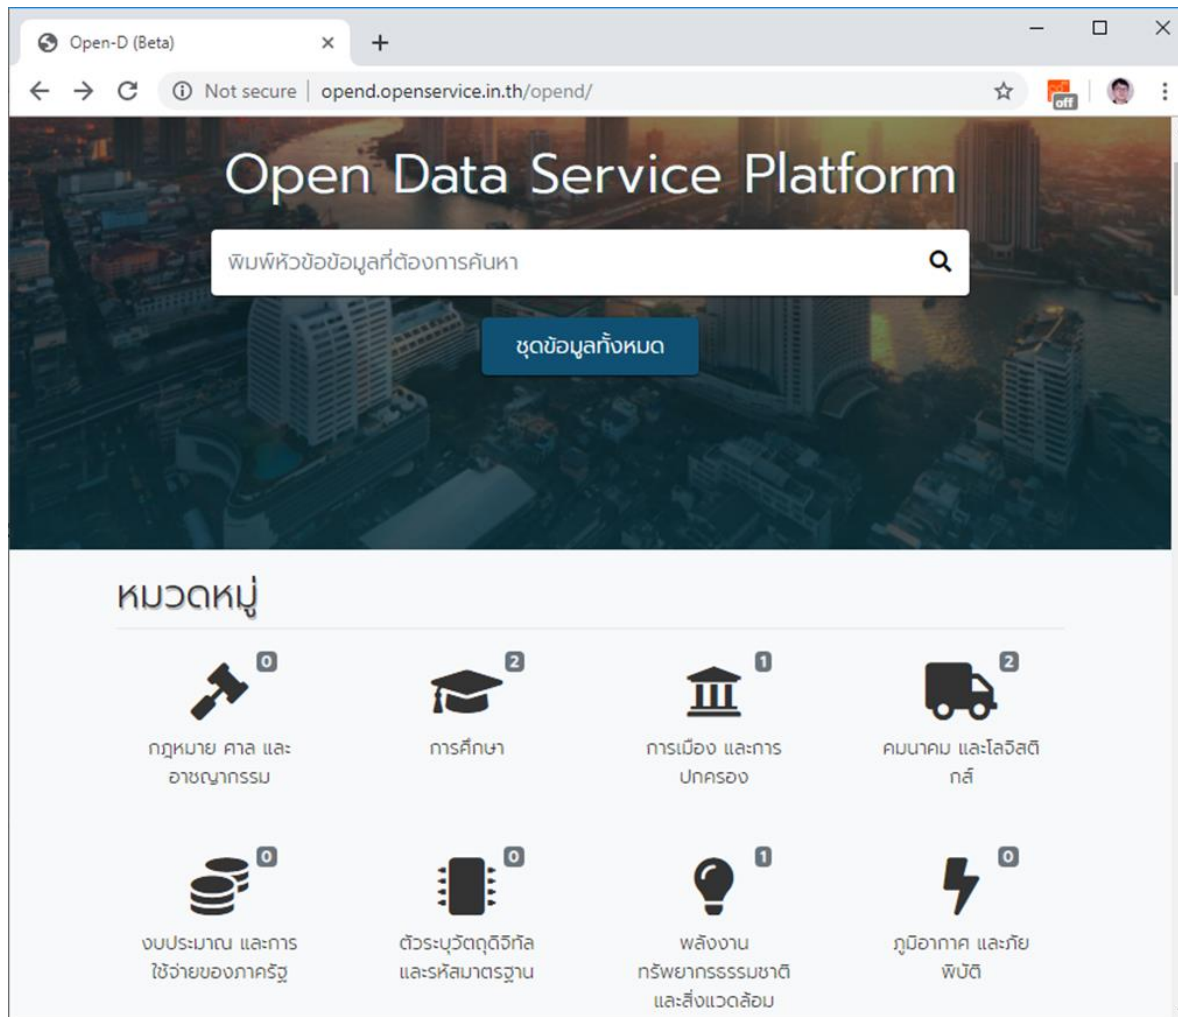 Open-D (Beta)
Not secure | opend.openservice.in.th/opend/
off
Open Data Service Platform
พิมพ์หัวข้อข้อมูลที่ต้องการค้นหา
ชุดข้อมูลทั้งหมด
หมวดหมู่
0
กฎหมาย ศาล และ
อาชญากรรม
2
การศึกษา
1
การเมือง และการ
ปกครอง
2
คมนาคม และโลจิสติ
กส์
0
งบประมาณ และการ
ใช้จ่ายของภาครัฐ
0
ตัวระบุวัตถุดิจิทัล
และรหัสมาตรฐาน
1
พลังงาน
ทรัพยากรธรรมชาติ
และสิ่งแวดล้อม
0
ภูมิอากาศ และภัย
พิบัติ